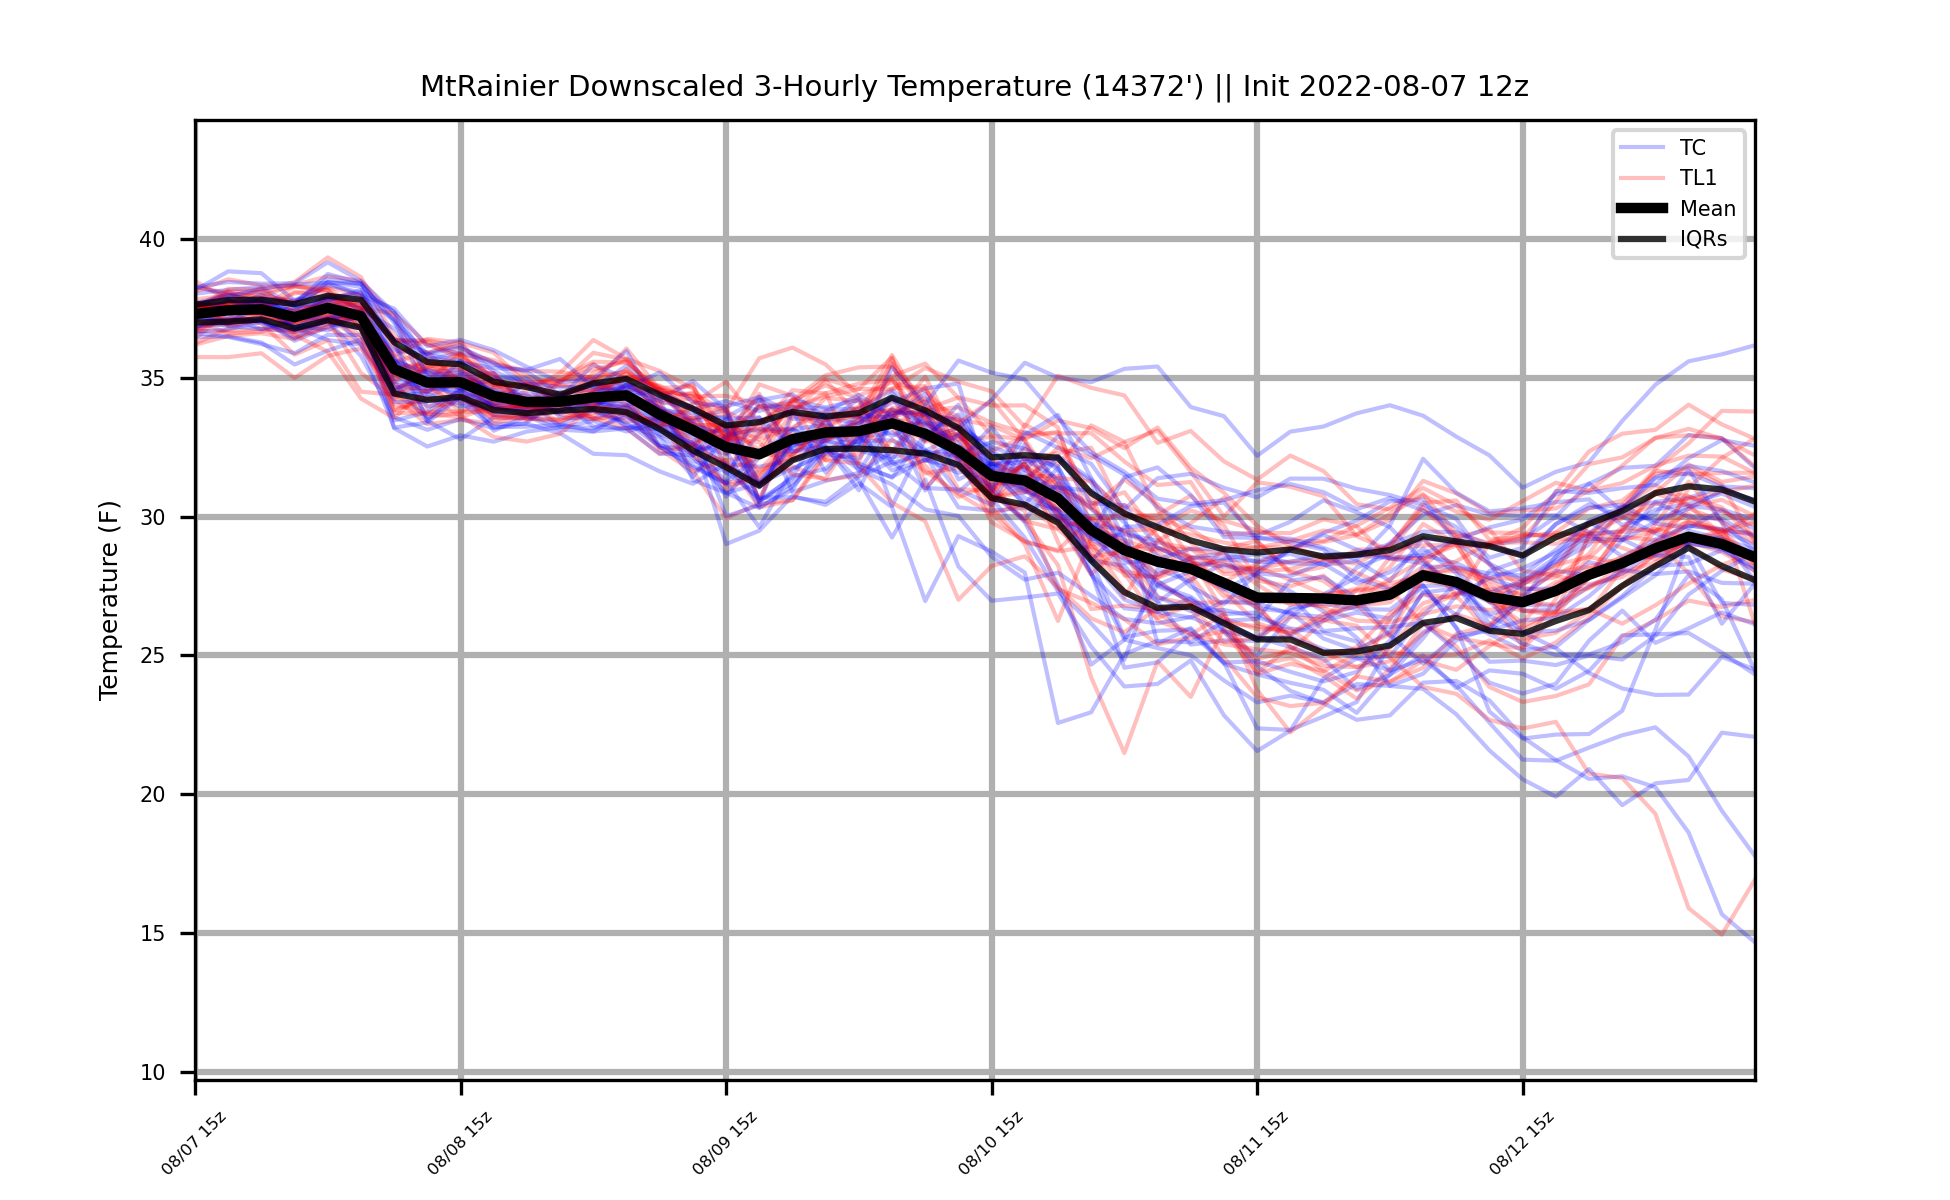 MtRainier Downscaled 3-Hourly Temperature (14372') || Init 2022-08-07 12z
TC
TL1
Mean
IQRs
Temperature (F)
40
35
30
25
20
15
10
08/07 15z
08/08 15z
08/09 15z
08/10 15z
08/11 15z
08/12 15z